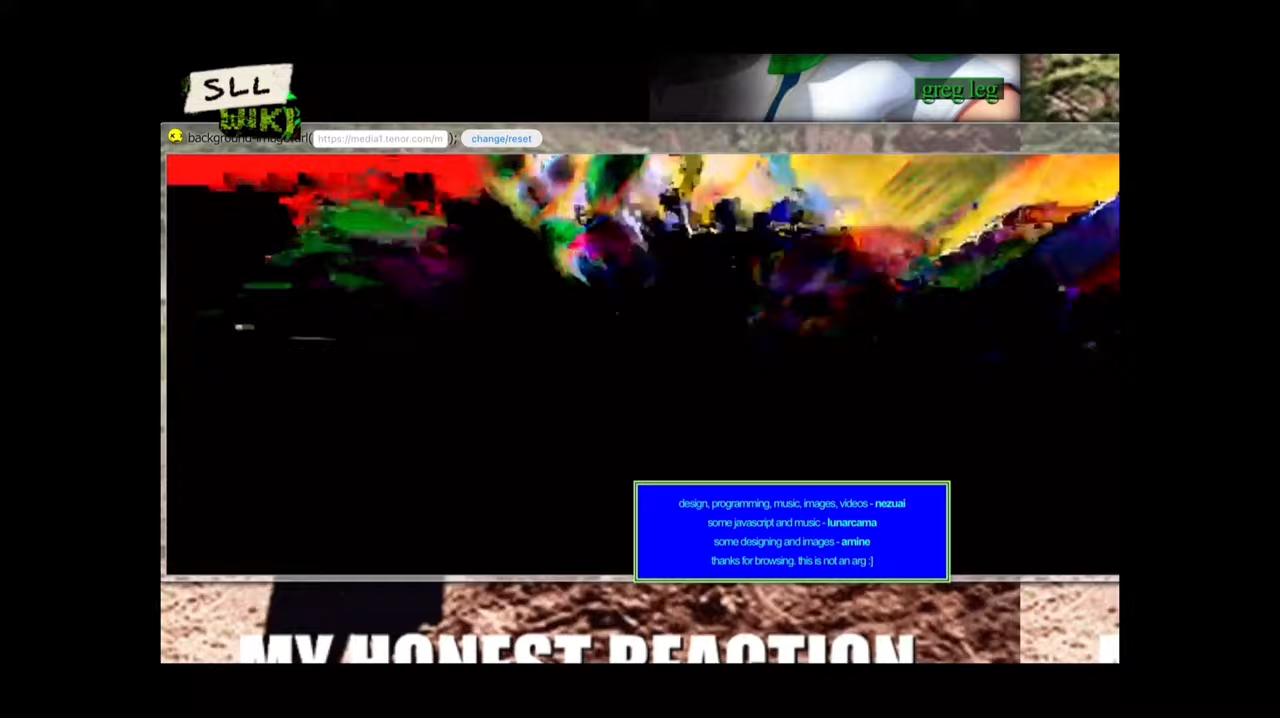 SLL
WIKI
greg leg
background-image:url( https://media1.tenor.com/m ); change/reset
design, programming, music, images, videos - nezuai
some javascript and music - lunarcama
some designing and images - amine
thanks for browsing. this is not an arg :]
MY HONEST REACTION